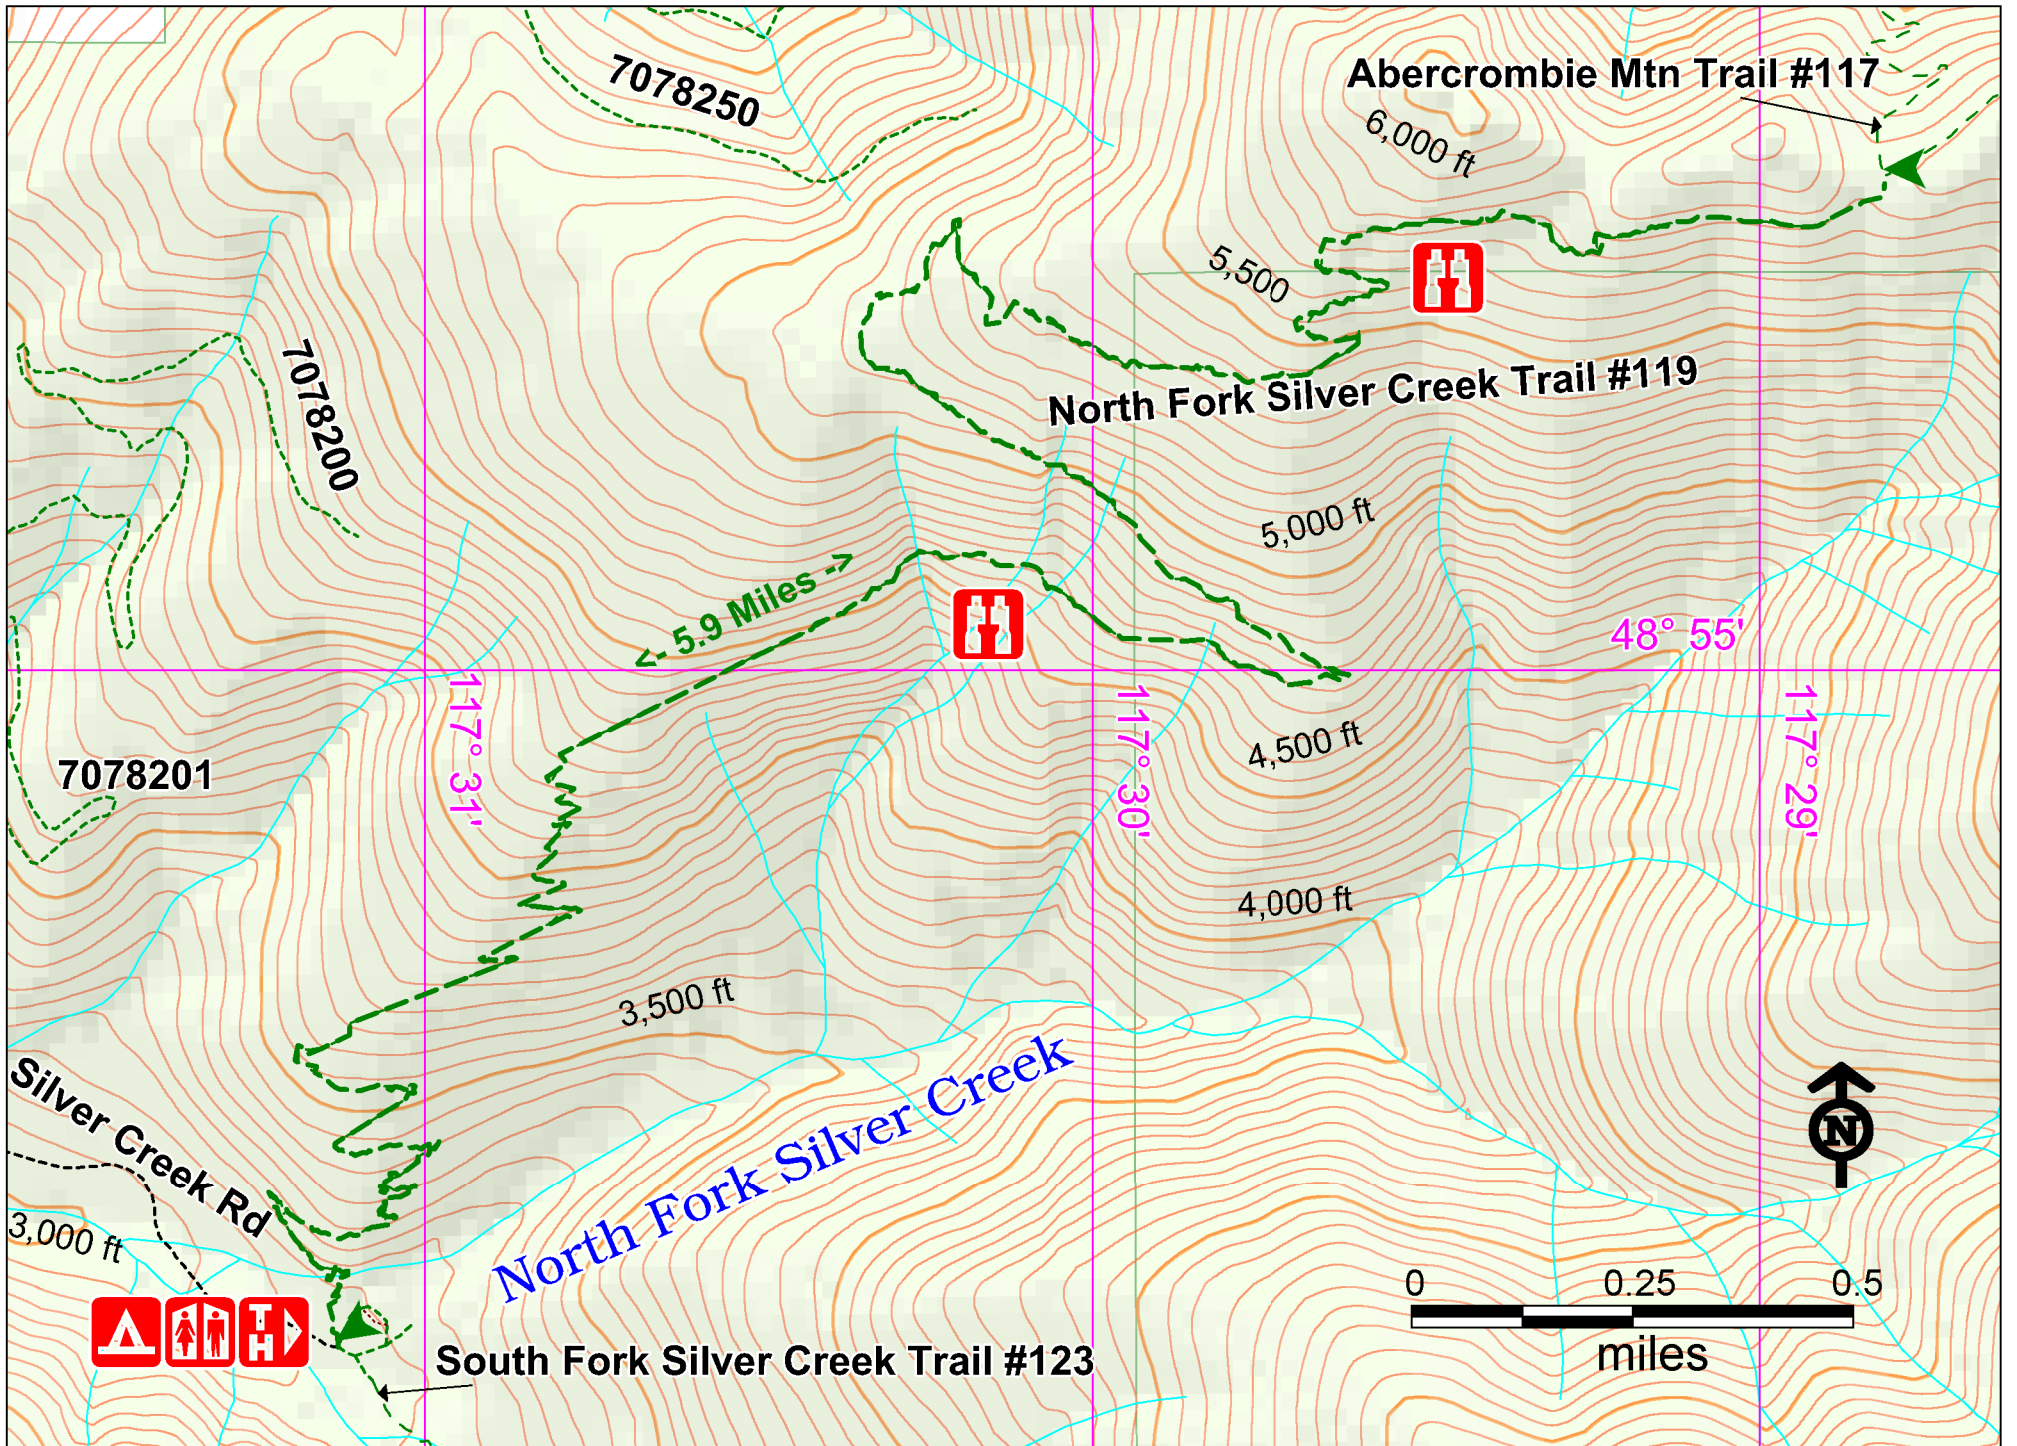 7078250
Abercrombie Mtn Trail #117
6,000 ft
5,500
7078200
North Fork Silver Creek Trail #119
5,000 ft
<- 5.9 Miles ->
48° 55'
117° 31'
117° 30'
117° 29'
4,500 ft
7078201
4,000 ft
3,500 ft
Silver Creek Rd
North Fork Silver Creek
N
3,000 ft
0 0.25 0.5
miles
TH
South Fork Silver Creek Trail #123